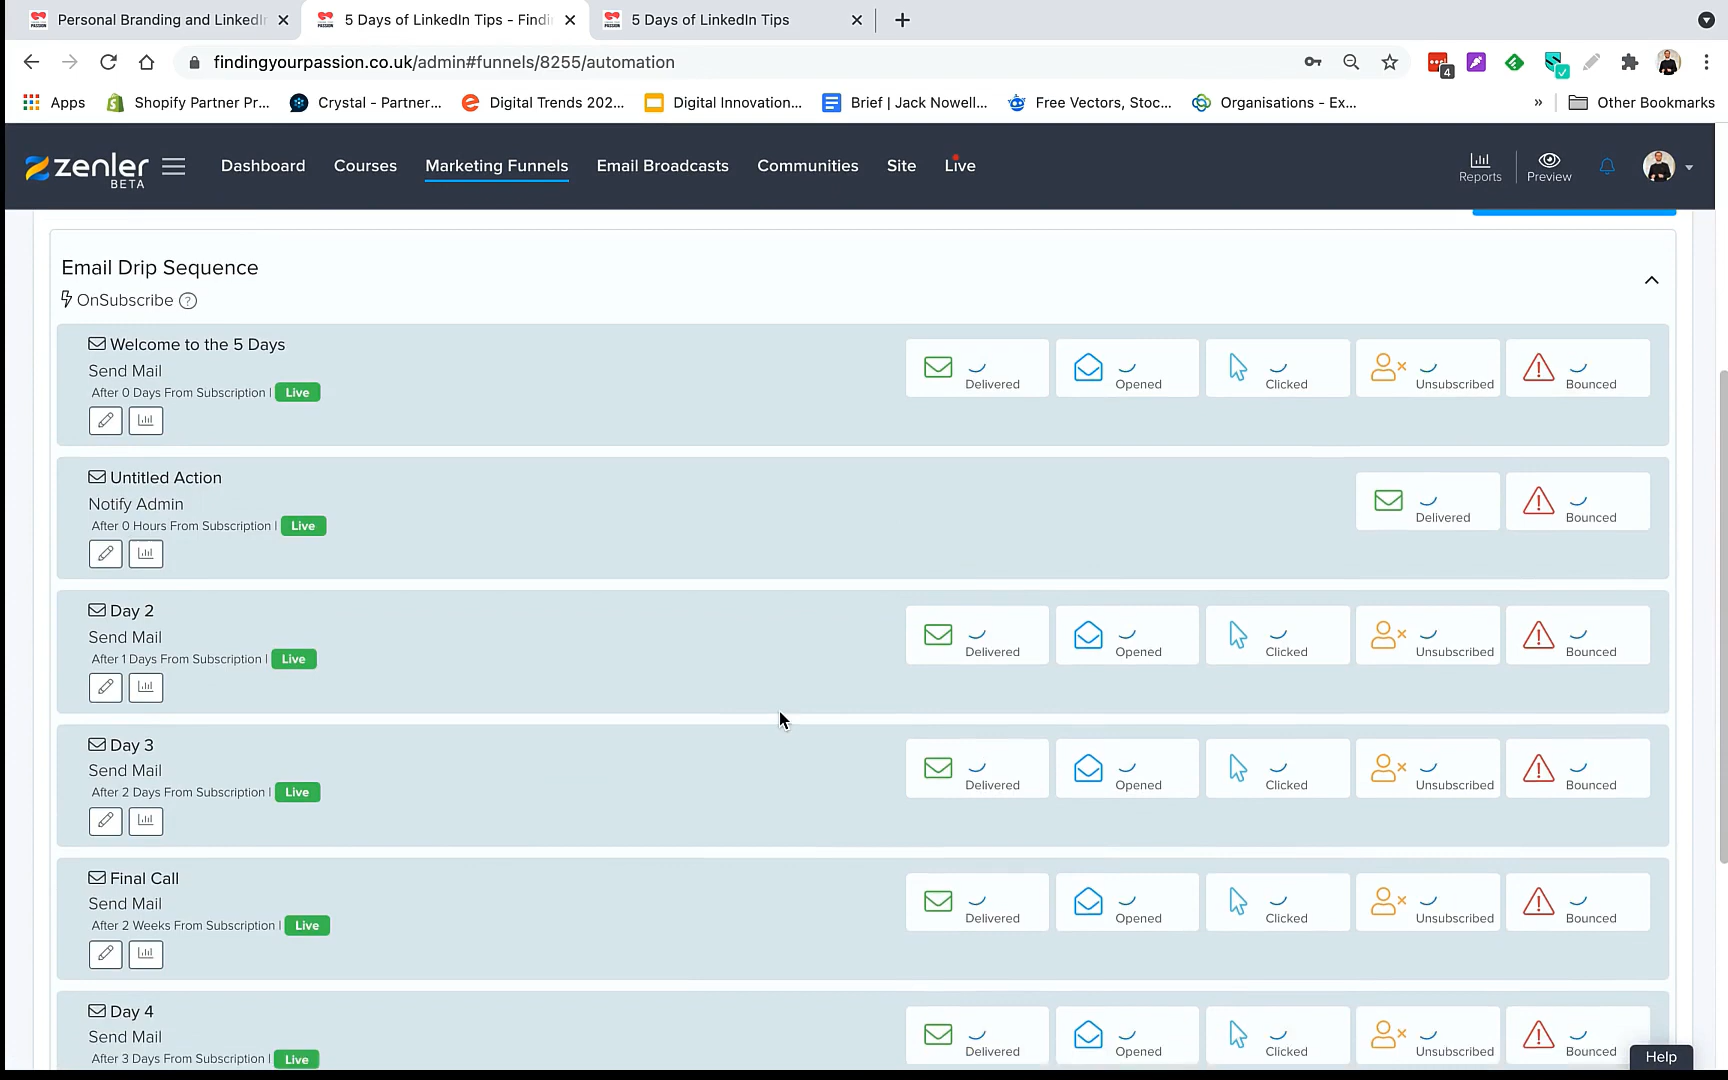 Personal Branding and LinkedIn
5 Days of LinkedIn Tips - Findi
5 Days of LinkedIn Tips
findingyourpassion.co.uk/admin#funnels/8255/automation
4
Apps
Shopify Partner Pr...
Crystal - Partner...
Digital Trends 202...
Digital Innovation...
Brief | Jack Nowell...
Free Vectors, Stoc...
Organisations - Ex...
»
Other Bookmarks
zenler
BETA
Dashboard
Courses
Marketing Funnels
Email Broadcasts
Communities
Site
Live
Reports
Preview
Email Drip Sequence
OnSubscribe ?
Welcome to the 5 Days
Send Mail
After 0 Days From Subscription | Live
Delivered
Opened
Clicked
Unsubscribed
Bounced
Untitled Action
Notify Admin
After 0 Hours From Subscription | Live
Delivered
Bounced
Day 2
Send Mail
After 1 Days From Subscription | Live
Delivered
Opened
Clicked
Unsubscribed
Bounced
Day 3
Send Mail
After 2 Days From Subscription | Live
Delivered
Opened
Clicked
Unsubscribed
Bounced
Final Call
Send Mail
After 2 Weeks From Subscription | Live
Delivered
Opened
Clicked
Unsubscribed
Bounced
Day 4
Send Mail
After 3 Days From Subscription | Live
Delivered
Opened
Clicked
Unsubscribed
Bounced
Help